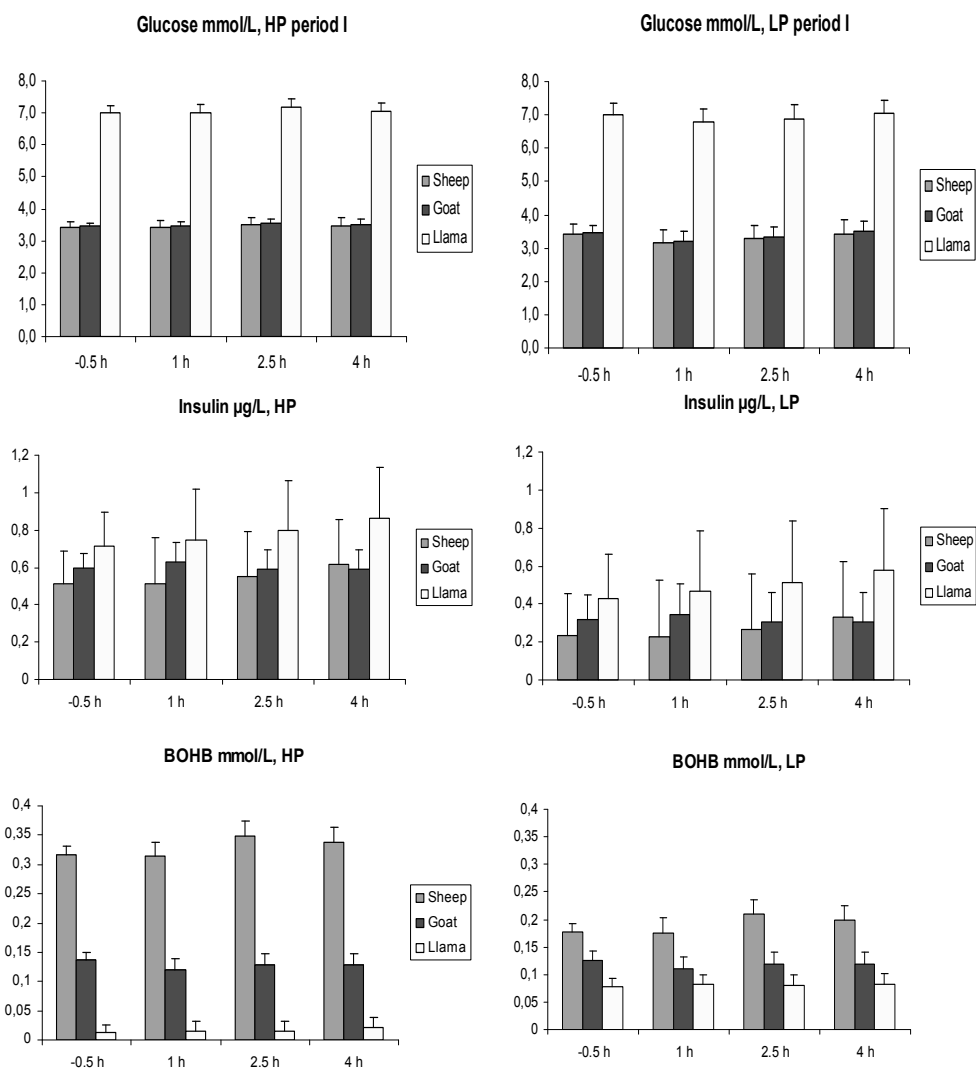 Glucose mmol/L, HP period I
8,0
7,0
6,0
5,0
4,0
3,0
2,0
1,0
0,0
-0.5 h 1 h 2.5 h 4 h
Sheep
Goat
Llama
Glucose mmol/L, LP period I
8,0
7,0
6,0
5,0
4,0
3,0
2,0
1,0
0,0
-0.5 h 1 h 2.5 h 4 h
Sheep
Goat
Llama
Insulin µg/L, HP
1,2
1
0,8
0,6
0,4
0,2
0
-0.5 h 1 h 2.5 h 4 h
Sheep
Goat
Llama
Insulin µg/L, LP
1,2
1
0,8
0,6
0,4
0,2
0
-0.5 h 1 h 2.5 h 4 h
Sheep
Goat
Llama
BOHB mmol/L, HP
0,4
0,35
0,3
0,25
0,2
0,15
0,1
0,05
0
-0.5 h 1 h 2.5 h 4 h
Sheep
Goat
Llama
BOHB mmol/L, LP
0,4
0,35
0,3
0,25
0,2
0,15
0,1
0,05
0
-0.5 h 1 h 2.5 h 4 h